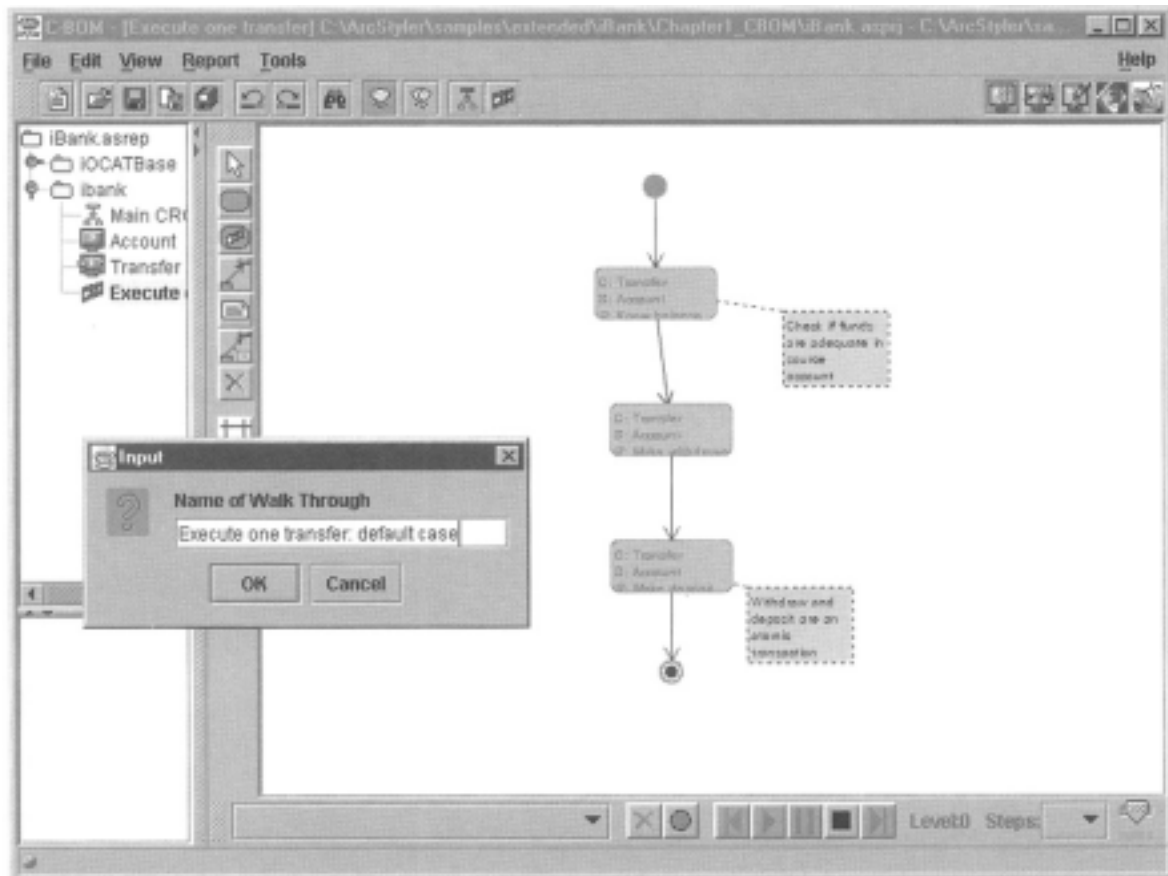 C-BOM - [Execute one transfer] C:\ArcStyler\samples\extended\iBank\Chapter1_CBOM\iBank.asprj - C:\ArcStyler\sa...
File Edit View Report Tools Help
iBank.asrep
iOCATBase
ibank
Main CRC
Account
Transfer
Execute
C: Transfer
S: Account
Check if funds
are adequate in
source
account
C: Transfer
S: Account
Input
Name of Walk Through
Execute one transfer: default case
OK Cancel
C: Transfer
S: Account
Withdraw and
deposit are an
Level:0 Steps: